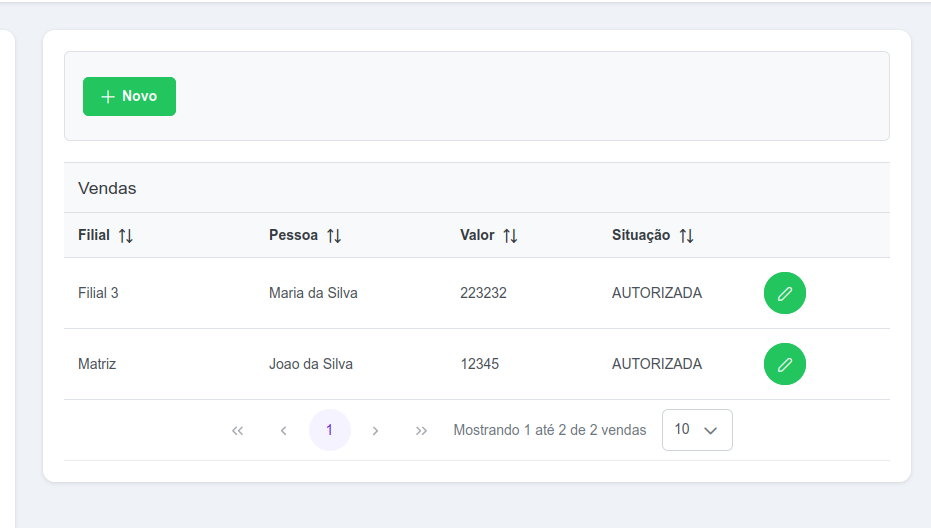 Novo
Vendas
Filial Pessoa Valor Situação
Filial 3 Maria da Silva 223232 AUTORIZADA
Matriz Joao da Silva 12345 AUTORIZADA
« ‹ 1 › » Mostrando 1 até 2 de 2 vendas 10